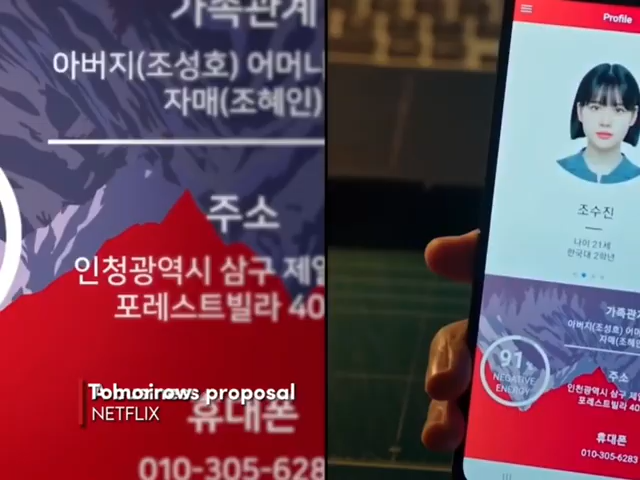 가족관계
아버지(조성호) 어머니
자매(조혜인)
주소
인천광역시 삼구 제일
포레스트빌라 40
Tomorrow
s proposal
NETFLIX
휴대폰
010-305-628
Profile
조수진
나이 21세
한국대 2학년
가족관계
아버지(조성호) 어머
자매(조혜인
91%
NEGATIVE
ENERGY
주소
인천광역시 삼구 제
포레스트빌라 40
휴대폰
010-305-6283